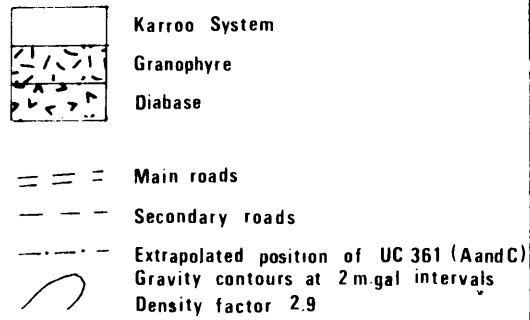 Karroo System
Granophyre
Diabase
Main roads
Secondary roads
Extrapolated position of UC 361 (A and C)
Gravity contours at 2 m.gal intervals
Density factor 2.9